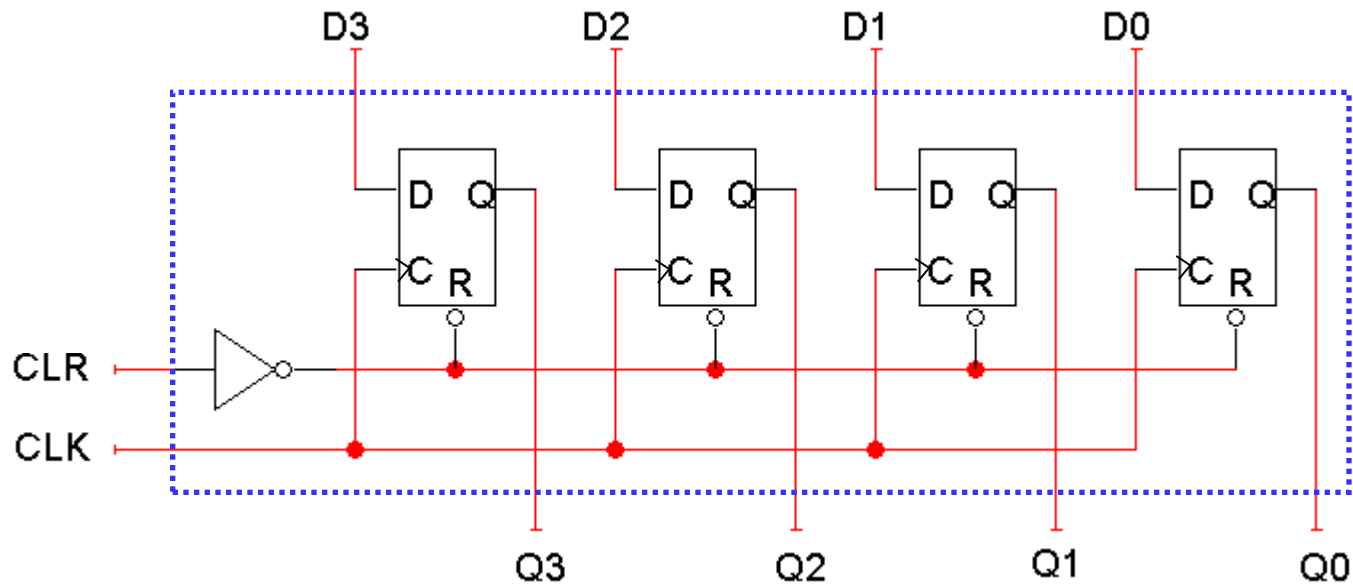 D3 D2 D1 D0
D Q D Q D Q D Q
C R C R C R C R
CLR
CLK
Q3 Q2 Q1 Q0